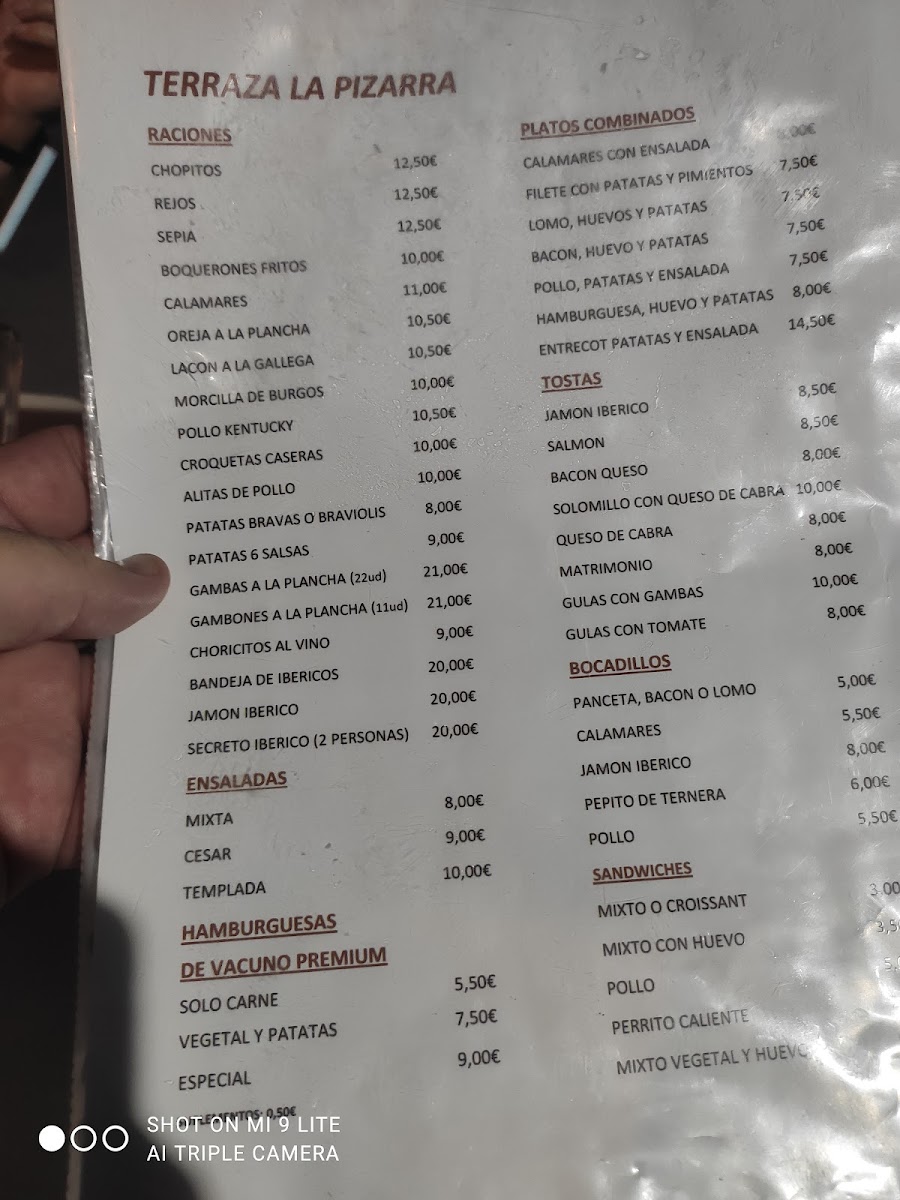 TERRAZA LA PIZARRA
RACIONES
CHOPITOS 12,50€
REJOS 12,50€
SEPIA 12,50€
BOQUERONES FRITOS 10,00€
CALAMARES 11,00€
OREJA A LA PLANCHA 10,50€
LACON A LA GALLEGA 10,50€
MORCILLA DE BURGOS 10,00€
POLLO KENTUCKY 10,50€
CROQUETAS CASERAS 10,00€
ALITAS DE POLLO 10,00€
PATATAS BRAVAS O BRAVIOLIS 8,00€
PATATAS 6 SALSAS 9,00€
GAMBAS A LA PLANCHA (22ud) 21,00€
GAMBONES A LA PLANCHA (11ud) 21,00€
CHORICITOS AL VINO 9,00€
BANDEJA DE IBERICOS 20,00€
JAMON IBERICO 20,00€
SECRETO IBERICO (2 PERSONAS) 20,00€
ENSALADAS
MIXTA 8,00€
CESAR 9,00€
TEMPLADA 10,00€
HAMBURGUESAS
DE VACUNO PREMIUM
SOLO CARNE 5,50€
VEGETAL Y PATATAS 7,50€
ESPECIAL 9,00€
0,50€
PLATOS COMBINADOS
CALAMARES CON ENSALADA
FILETE CON PATATAS Y PIMIENTOS 7,50€
LOMO, HUEVOS Y PATATAS 7,50€
BACON, HUEVO Y PATATAS 7,50€
POLLO, PATATAS Y ENSALADA 7,50€
HAMBURGUESA, HUEVO Y PATATAS 8,00€
ENTRECOT PATATAS Y ENSALADA 14,50€
TOSTAS
JAMON IBERICO 8,50€
SALMON 8,50€
BACON QUESO 8,00€
SOLOMILLO CON QUESO DE CABRA 10,00€
QUESO DE CABRA 8,00€
MATRIMONIO 8,00€
GULAS CON GAMBAS 10,00€
GULAS CON TOMATE 8,00€
BOCADILLOS
PANCETA, BACON O LOMO 5,00€
CALAMARES 5,50€
JAMON IBERICO 8,00€
PEPITO DE TERNERA 6,00€
POLLO 5,50€
SANDWICHES
MIXTO O CROISSANT 3.00
MIXTO CON HUEVO
POLLO
PERRITO CALIENTE
MIXTO VEGETAL Y HUEVO
SHOT ON MI 9 LITE
AI TRIPLE CAMERA